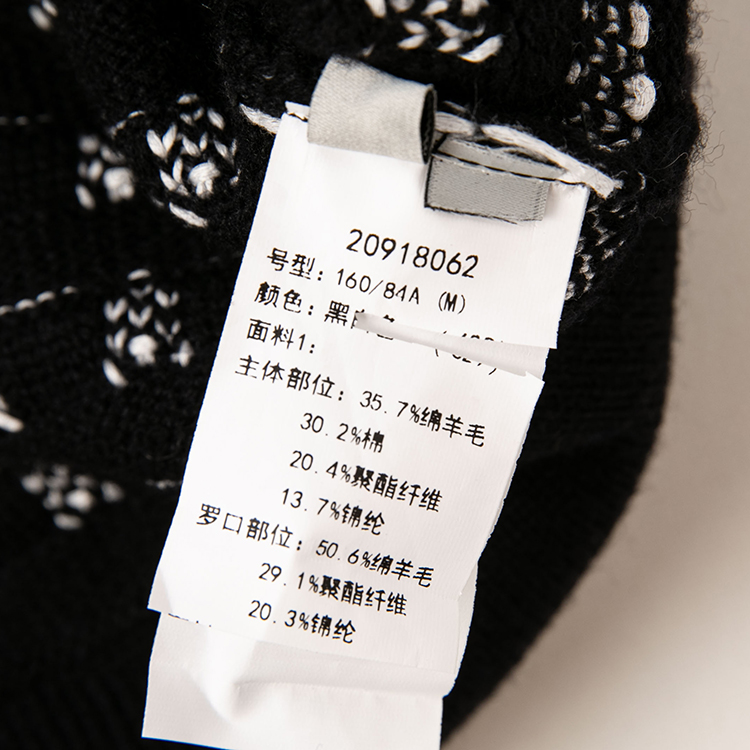 20918062
号型：160/84A (M)
颜色：黑白色
面料1：
主体部位：35.7%绵羊毛
30.2%棉
20.4%聚酯纤维
13.7%锦纶
罗口部位：50.6%绵羊毛
29.1%聚酯纤维
20.3%锦纶